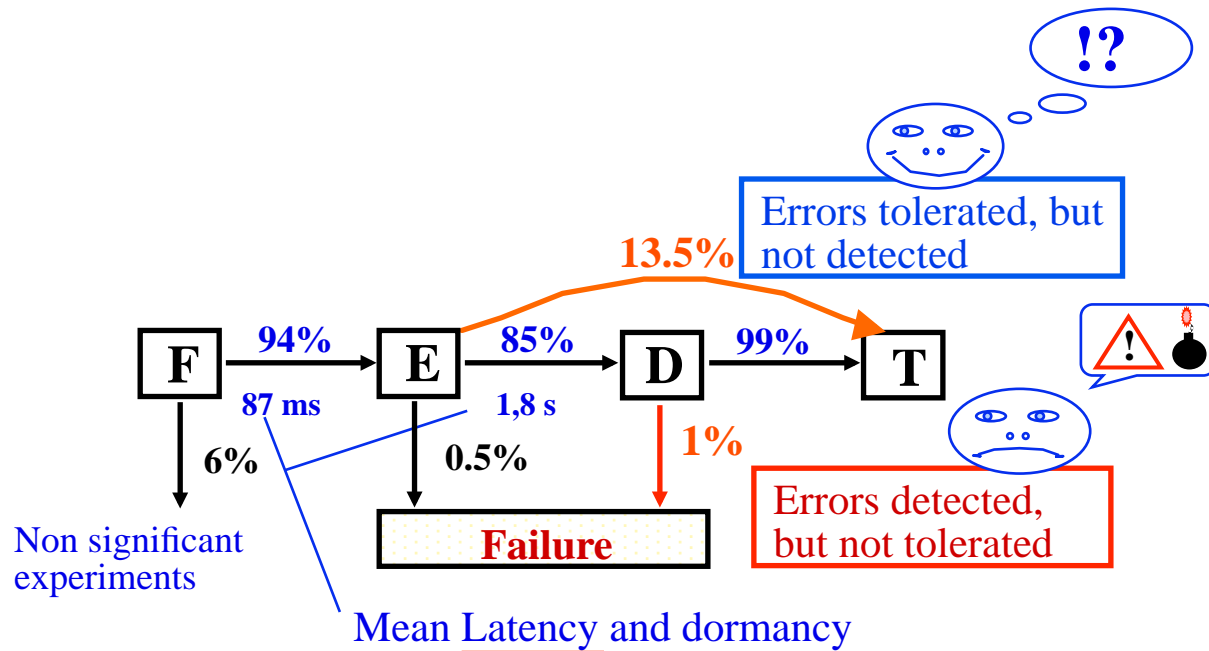 !?
Errors tolerated, but
not detected
13.5%
F
94%
E
85%
D
99%
T
!
87 ms
1,8 s
6%
0.5%
1%
Non significant
experiments
Failure
Errors detected,
but not tolerated
Mean Latency and dormancy